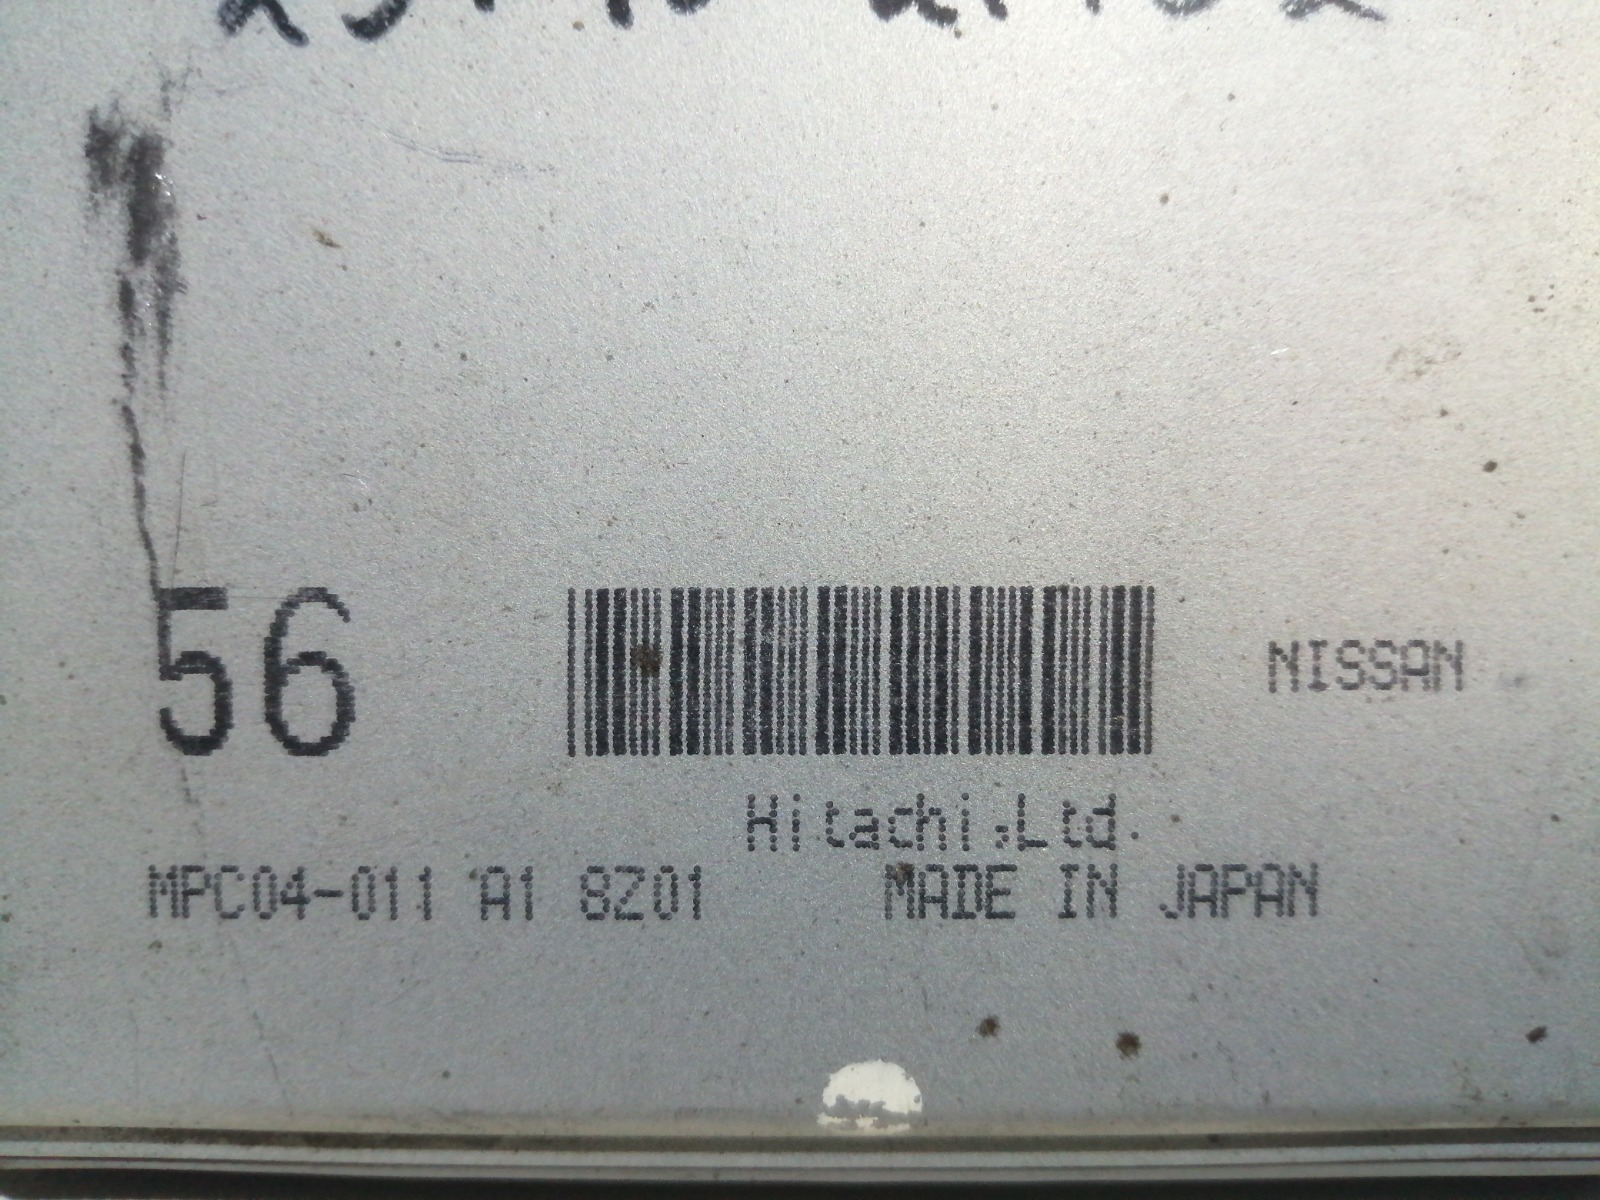 56
NISSAN
Hitachi,Ltd.
MPC04-011 A1 8Z01 MADE IN JAPAN